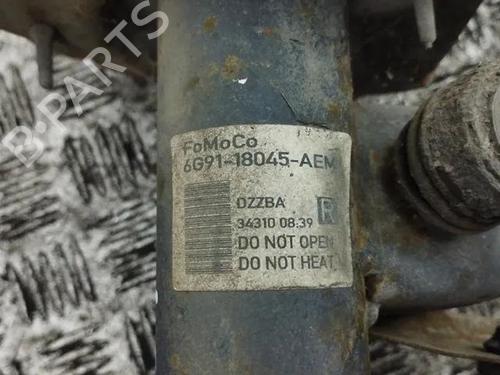 FoMoCo
6G91-18045-AEM
DZZBA R
34310 08.39
DO NOT OPEN
DO NOT HEAT
B-PARTS